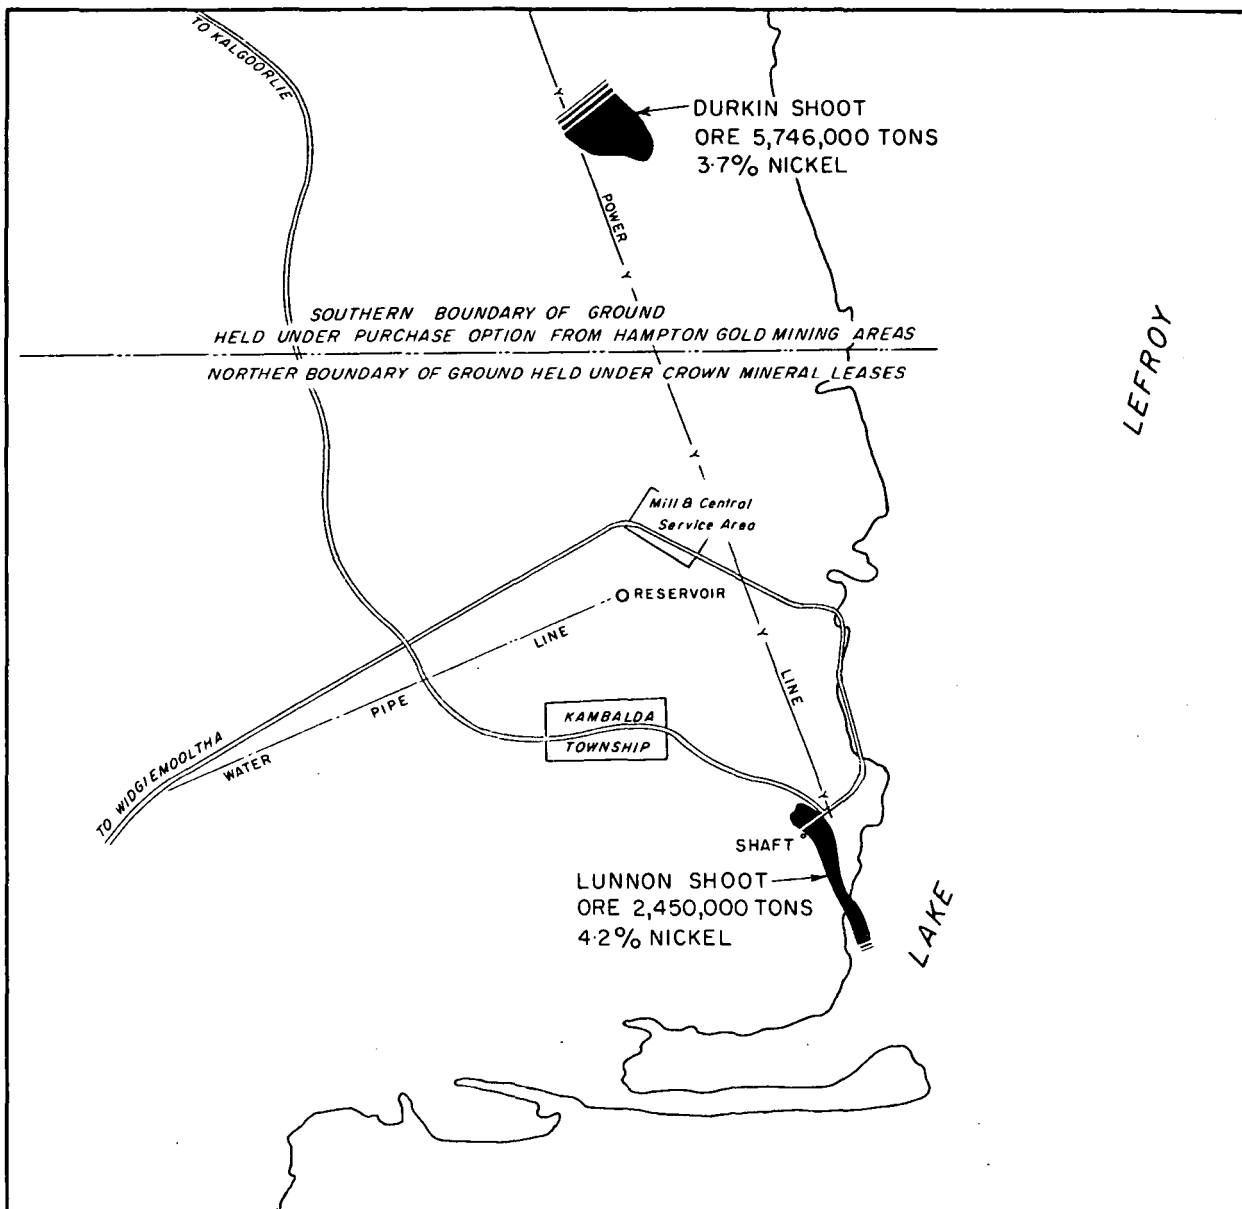 TO KALGOORLIE
DURKIN SHOOT
ORE 5,746,000 TONS
3·7% NICKEL
POWER
SOUTHERN BOUNDARY OF GROUND
HELD UNDER PURCHASE OPTION FROM HAMPTON GOLD MINING AREAS
NORTHER BOUNDARY OF GROUND HELD UNDER CROWN MINERAL LEASES
LEFROY
Mill & Central
Service Area
RESERVOIR
LINE
PIPE
WATER
LINE
KAMBALDA
TOWNSHIP
TO WIDGIEMOOLTHA
SHAFT
LUNNON SHOOT
ORE 2,450,000 TONS
4·2% NICKEL
LAKE